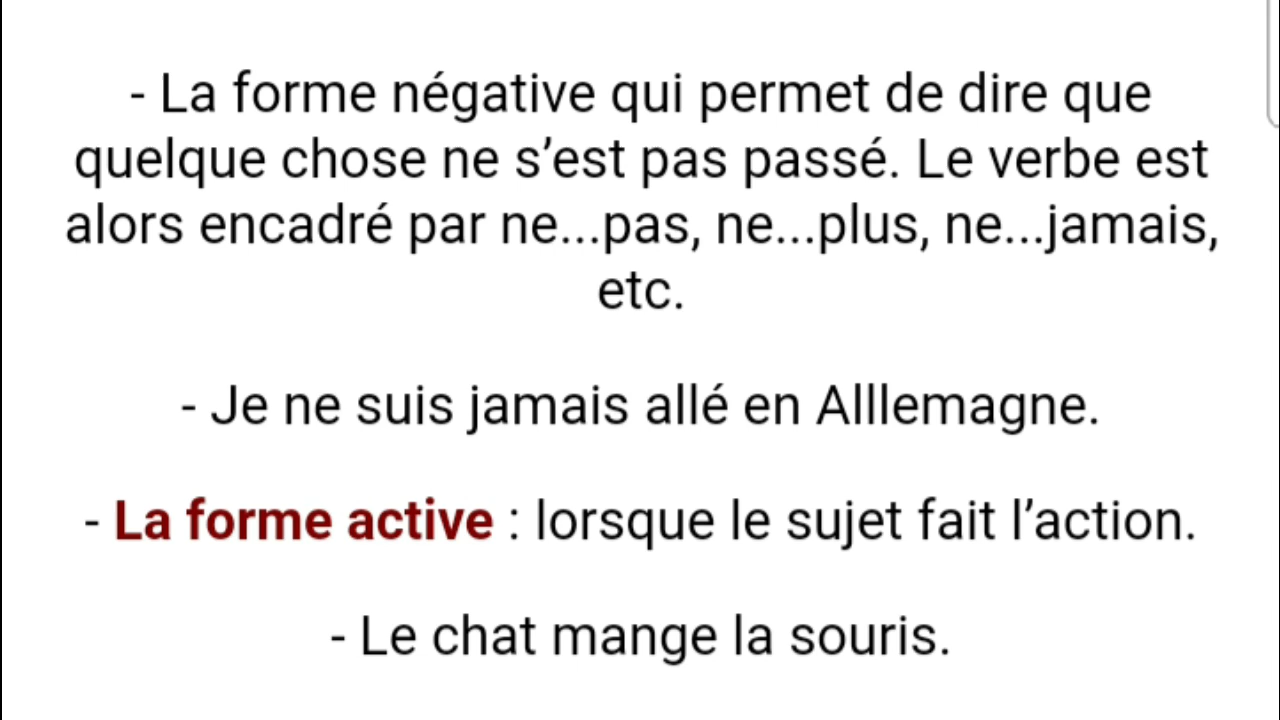 - La forme négative qui permet de dire que
quelque chose ne s’est pas passé. Le verbe est
alors encadré par ne...pas, ne...plus, ne...jamais,
etc.
- Je ne suis jamais allé en Alllemagne.
- La forme active : lorsque le sujet fait l’action.
- Le chat mange la souris.